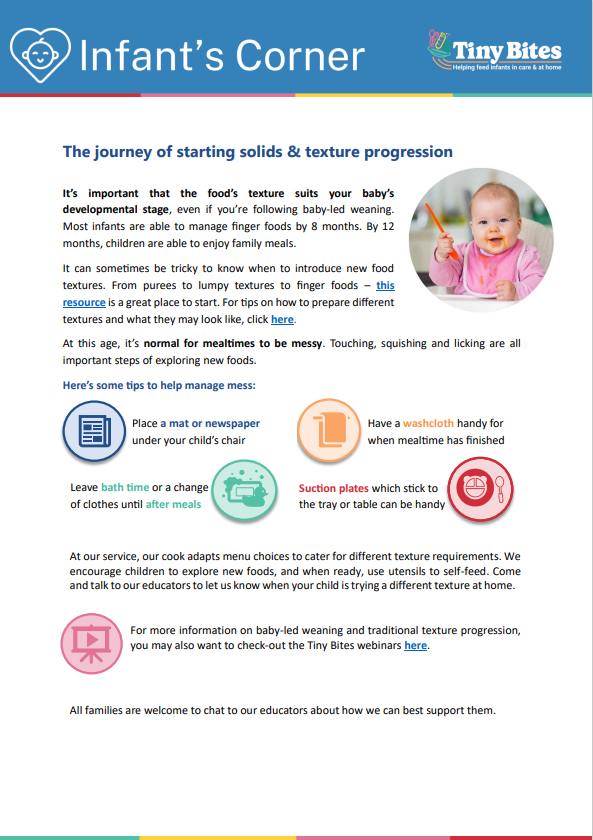 Infant's Corner
Tiny Bites
Helping feed infants in care & at home
The journey of starting solids & texture progression
It's important that the food's texture suits your baby's
developmental stage, even if you're following baby-led weaning.
Most infants are able to manage finger foods by 8 months. By 12
months, children are able to enjoy family meals.
It can sometimes be tricky to know when to introduce new food
textures. From purees to lumpy textures to finger foods – this
resource is a great place to start. For tips on how to prepare different
textures and what they may look like, click here.
At this age, it's normal for mealtimes to be messy. Touching, squishing and licking are all
important steps of exploring new foods.
Here's some tips to help manage mess:
Place a mat or newspaper
under your child's chair
Have a washcloth handy for
when mealtime has finished
Leave bath time or a change
of clothes until after meals
Suction plates which stick to
the tray or table can be handy
At our service, our cook adapts menu choices to cater for different texture requirements. We
encourage children to explore new foods, and when ready, use utensils to self-feed. Come
and talk to our educators to let us know when your child is trying a different texture at home.
For more information on baby-led weaning and traditional texture progression,
you may also want to check-out the Tiny Bites webinars here.
All families are welcome to chat to our educators about how we can best support them.